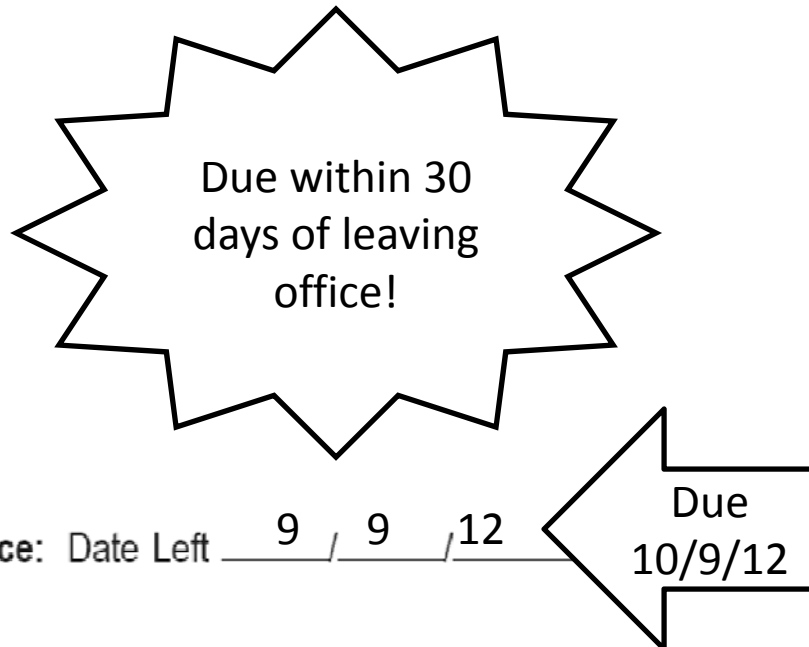 Due within 30
days of leaving
office!
ce: Date Left 9 / 9 / 12
Due
10/9/12